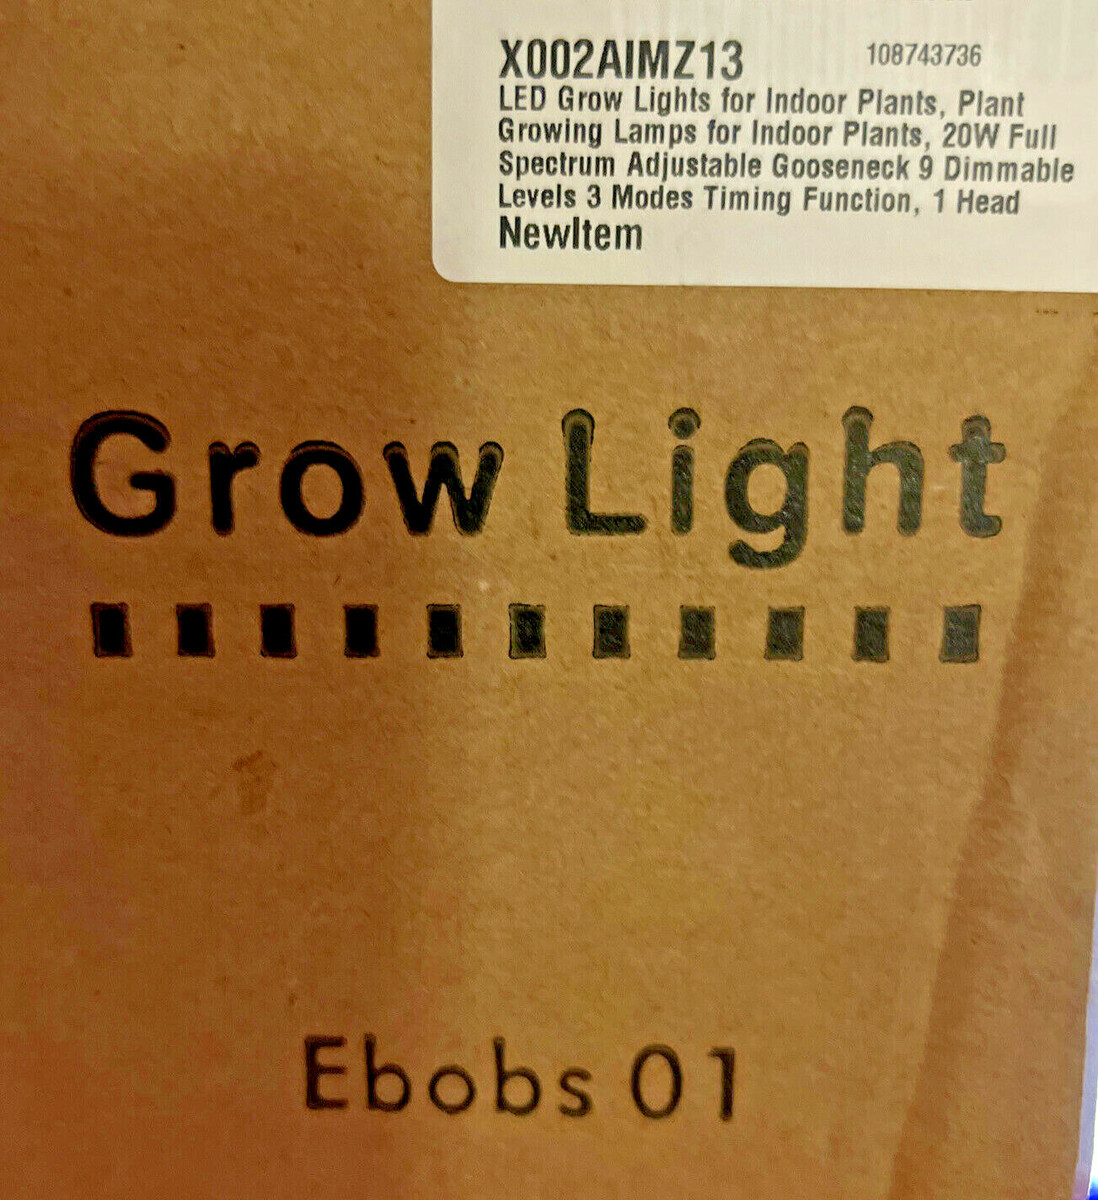 X002AIMZ13 108743736
LED Grow Lights for Indoor Plants, Plant
Growing Lamps for Indoor Plants, 20W Full
Spectrum Adjustable Gooseneck 9 Dimmable
Levels 3 Modes Timing Function, 1 Head
NewItem
Grow Light
Ebobs 01